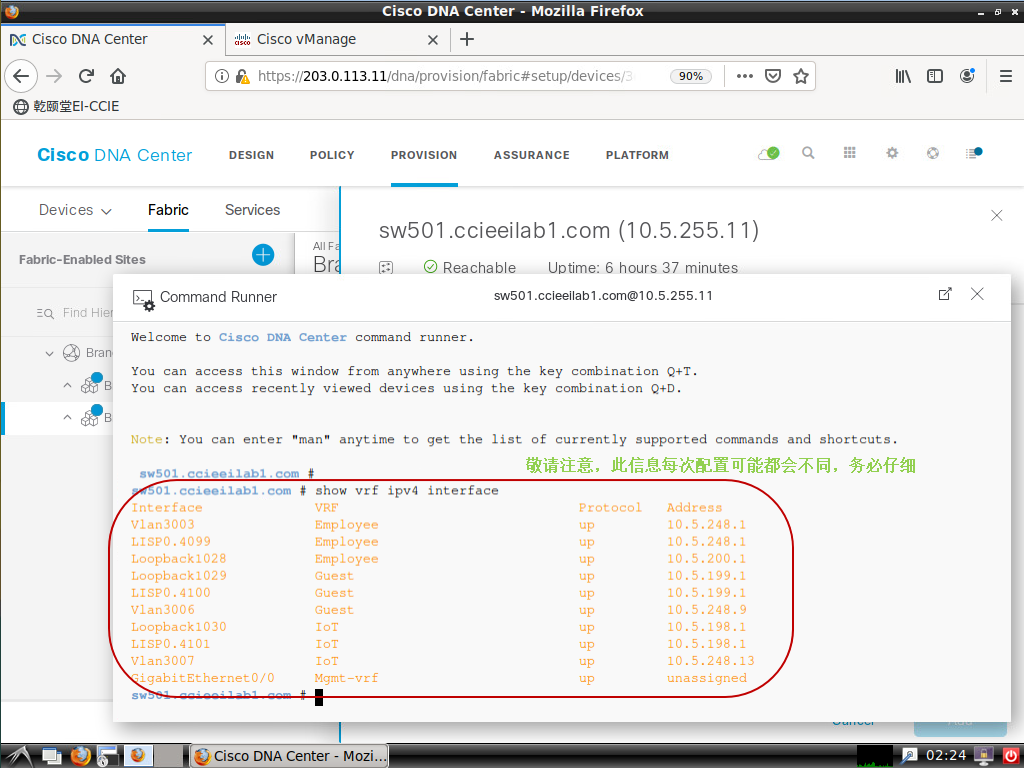 Cisco DNA Center - Mozilla Firefox
Cisco DNA Center
Cisco vManage
https://203.0.113.11/dna/provision/fabric#setup/devices/3
90%
乾颐堂EI-CCIE
Cisco DNA Center
DESIGN
POLICY
PROVISION
ASSURANCE
PLATFORM
Devices
Fabric
Services
Fabric-Enabled Sites
All Fa
Bra
sw501.ccieeilab1.com (10.5.255.11)
Reachable
Uptime: 6 hours 37 minutes
Find Hier
Bran
B
B
Command Runner
sw501.ccieeilab1.com@10.5.255.11
Welcome to Cisco DNA Center command runner.
You can access this window from anywhere using the key combination Q+T.
You can access recently viewed devices using the key combination Q+D.
Note: You can enter "man" anytime to get the list of currently supported commands and shortcuts.
敬请注意，此信息每次配置可能都会不同，务必仔细
sw501.ccieeilab1.com #
sw501.ccieeilab1.com # show vrf ipv4 interface
Interface VRF Protocol Address
Vlan3003 Employee up 10.5.248.1
LISP0.4099 Employee up 10.5.248.1
Loopback1028 Employee up 10.5.200.1
Loopback1029 Guest up 10.5.199.1
LISP0.4100 Guest up 10.5.199.1
Vlan3006 Guest up 10.5.248.9
Loopback1030 IoT up 10.5.198.1
LISP0.4101 IoT up 10.5.198.1
Vlan3007 IoT up 10.5.248.13
GigabitEthernet0/0 Mgmt-vrf up unassigned
sw501.ccieeilab1.com #
Cancel
Add
Cisco DNA Center - Mozi...
02:24